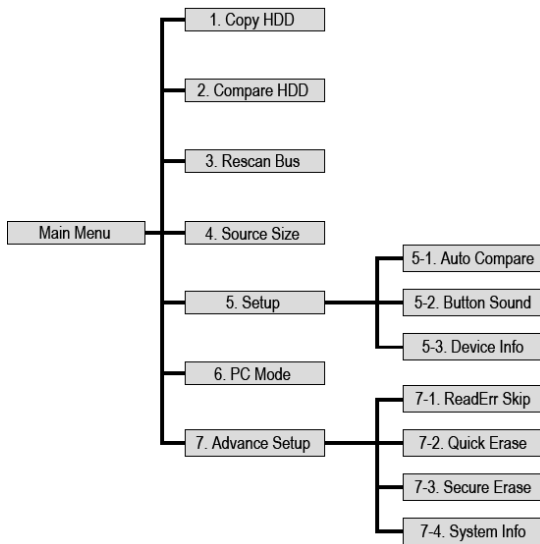 Main Menu
1. Copy HDD
2. Compare HDD
3. Rescan Bus
4. Source Size
5. Setup
5-1. Auto Compare
5-2. Button Sound
5-3. Device Info
6. PC Mode
7. Advance Setup
7-1. ReadErr Skip
7-2. Quick Erase
7-3. Secure Erase
7-4. System Info